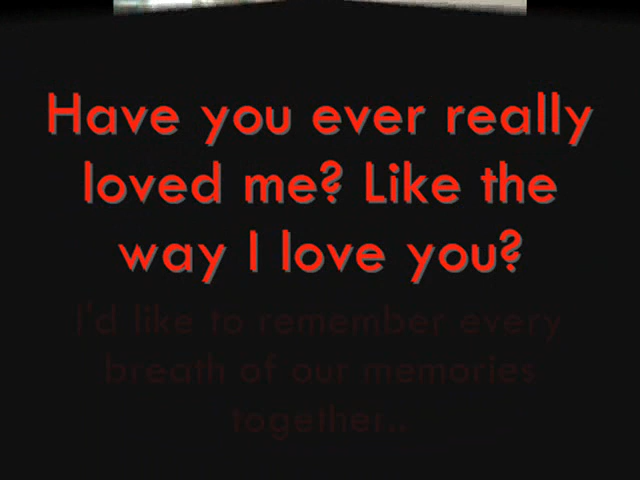 Have you ever really
loved me? Like the
way I love you?
I'd like to remember every
breath of our memories
together..